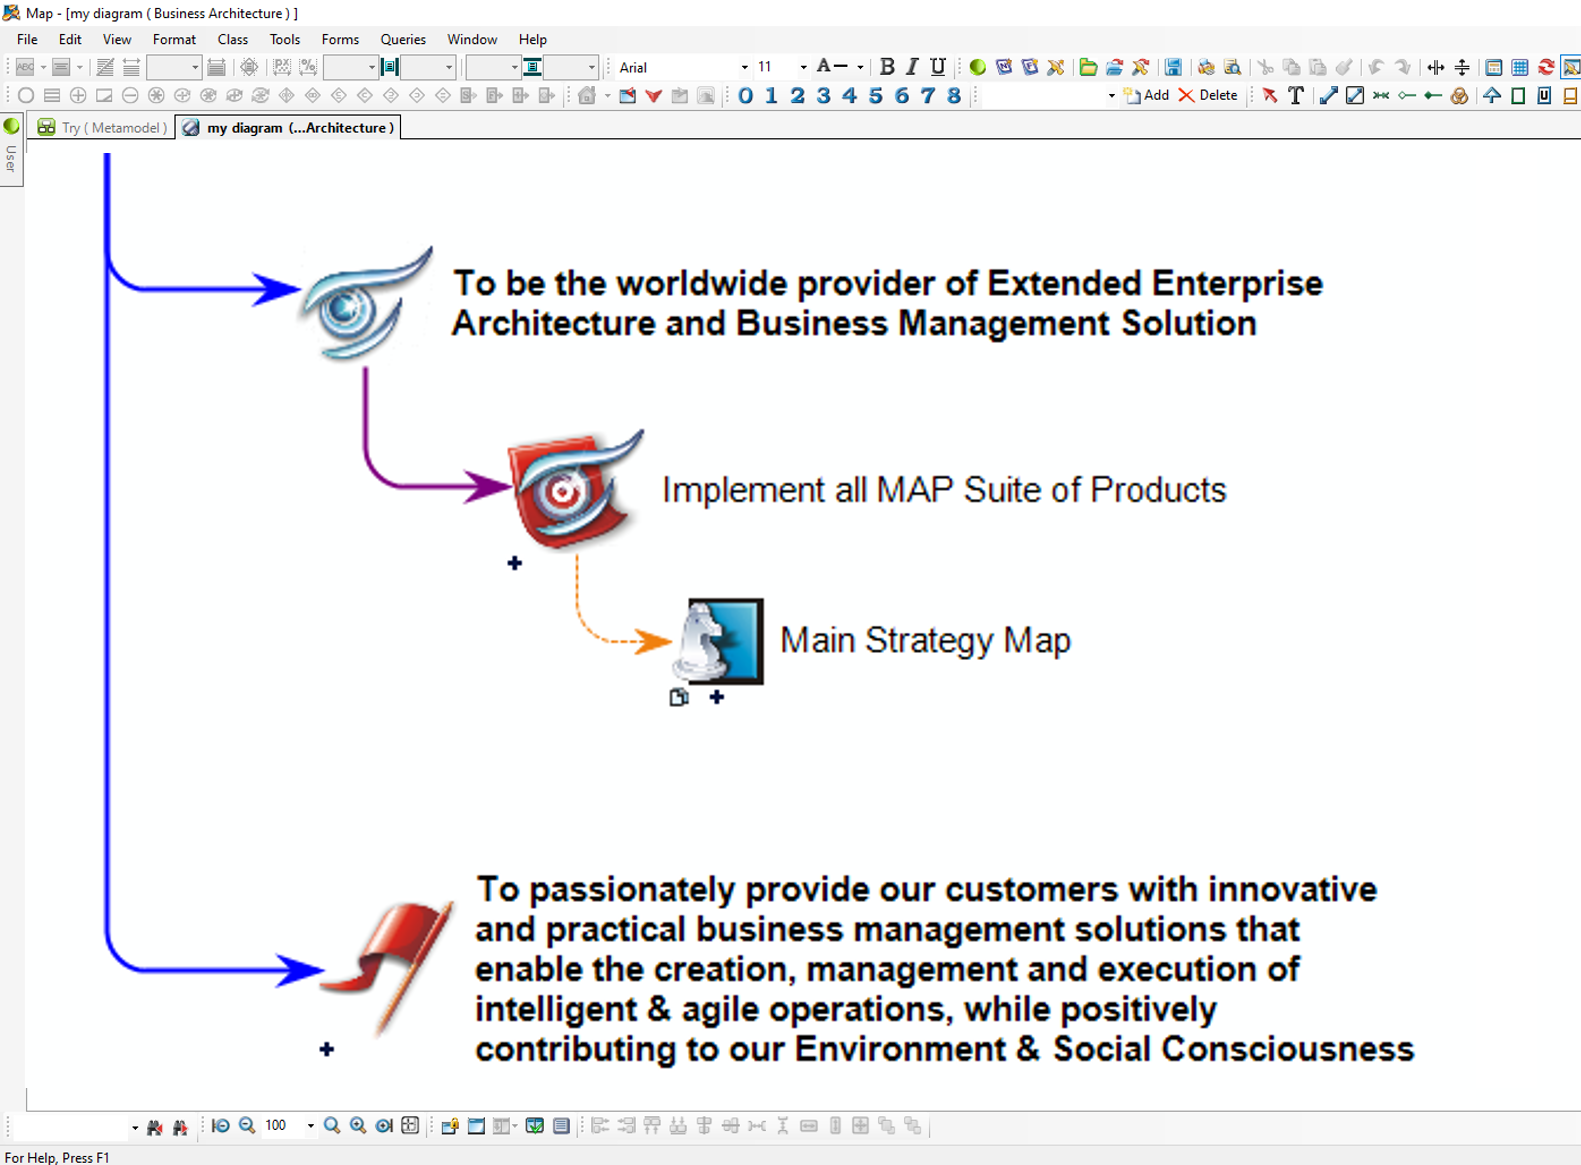 Map - [my diagram ( Business Architecture ) ]
File Edit View Format Class Tools Forms Queries Window Help
ABC Arial 11 A B I U
0 1 2 3 4 5 6 7 8 Add Delete T U
Try ( Metamodel ) my diagram (...Architecture )
User
To be the worldwide provider of Extended Enterprise
Architecture and Business Management Solution
Implement all MAP Suite of Products
Main Strategy Map
To passionately provide our customers with innovative
and practical business management solutions that
enable the creation, management and execution of
intelligent & agile operations, while positively
contributing to our Environment & Social Consciousness
100
For Help, Press F1